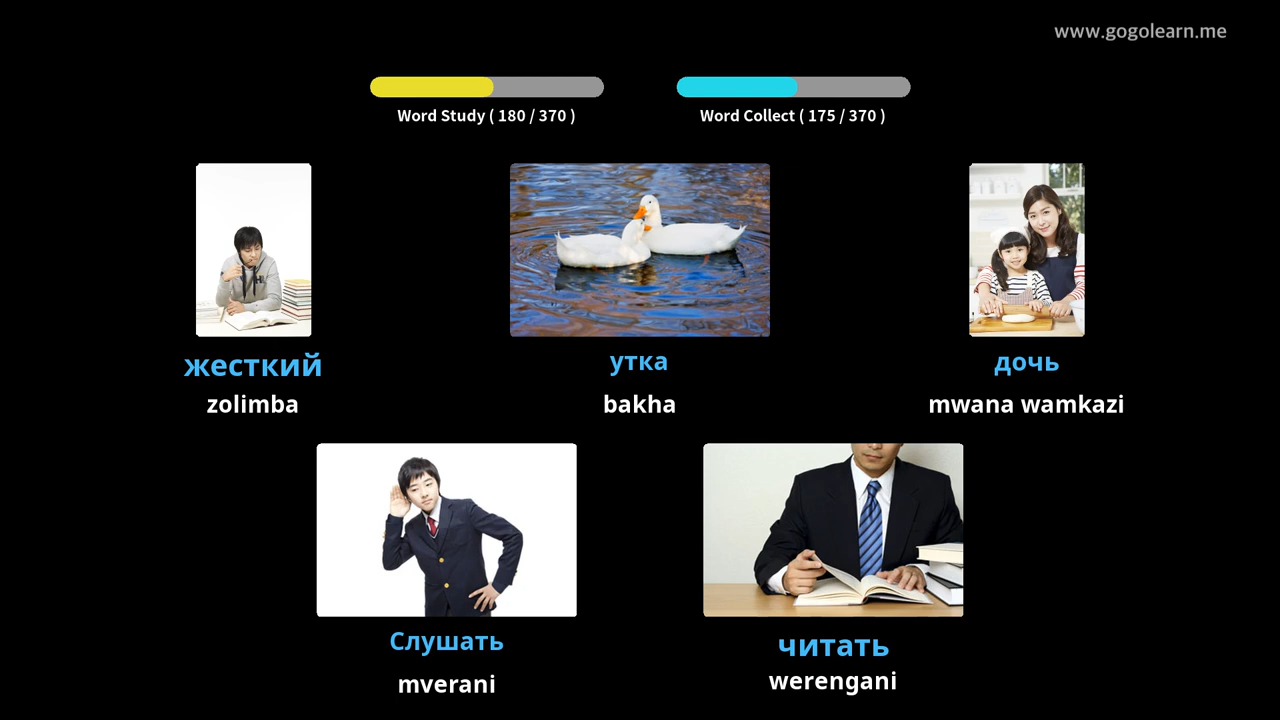 www.gogolearn.me
Word Study ( 180 / 370 )
Word Collect ( 175 / 370 )
жесткий
zolimba
утка
bakha
дочь
mwana wamkazi
Слушать
mverani
читать
werengani